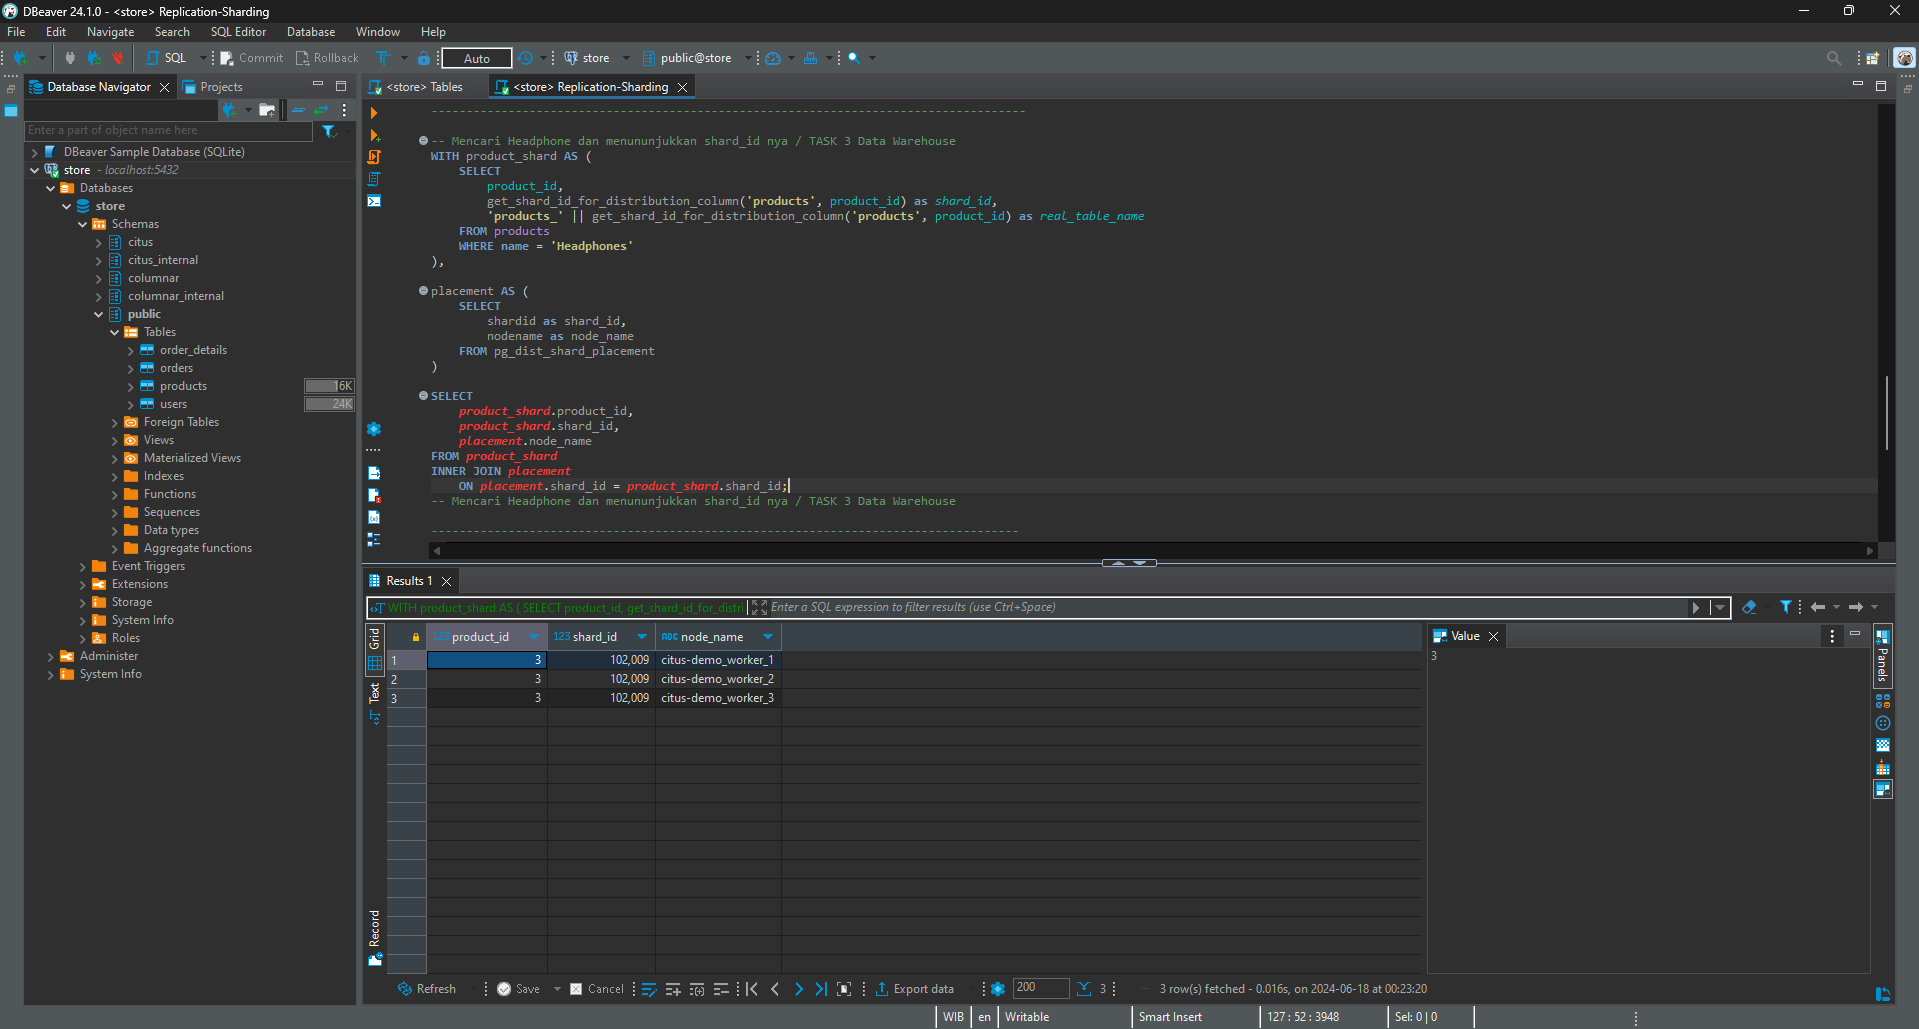 DBeaver 24.1.0 - <store> Replication-Sharding
File Edit Navigate Search SQL Editor Database Window Help
SQL Commit Rollback Auto store public@store
Database Navigator Projects
<store> Tables <store> Replication-Sharding
Enter a part of object name here
DBeaver Sample Database (SQLite)
store - localhost:5432
Databases
store
Schemas
citus
citus_internal
columnar
columnar_internal
public
Tables
order_details
orders
products 16K
users 24K
Foreign Tables
Views
Materialized Views
Indexes
Functions
Sequences
Data types
Aggregate functions
Event Triggers
Extensions
Storage
System Info
Roles
Administer
System Info
-- Mencari Headphone dan menununjukkan shard_id nya / TASK 3 Data Warehouse
WITH product_shard AS (
SELECT
product_id,
get_shard_id_for_distribution_column('products', product_id) as shard_id,
'products_' || get_shard_id_for_distribution_column('products', product_id) as real_table_name
FROM products
WHERE name = 'Headphones'
),
placement AS (
SELECT
shardid as shard_id,
nodename as node_name
FROM pg_dist_shard_placement
)
SELECT
product_shard.product_id,
product_shard.shard_id,
placement.node_name
FROM product_shard
INNER JOIN placement
ON placement.shard_id = product_shard.shard_id;
-- Mencari Headphone dan menununjukkan shard_id nya / TASK 3 Data Warehouse
Results 1
WITH product_shard AS ( SELECT product_id, get_shard_id_for_distri Enter a SQL expression to filter results (use Ctrl+Space)
Grid
Text
Record
123 product_id 123 shard_id ABC node_name
1 3 102,009 citus-demo_worker_1
2 3 102,009 citus-demo_worker_2
3 3 102,009 citus-demo_worker_3
Value
3
Panels
Refresh Save Cancel Export data 200 3 3 row(s) fetched - 0.016s, on 2024-06-18 at 00:23:20
WIB en Writable Smart Insert 127 : 52 : 3948 Sel: 0 | 0